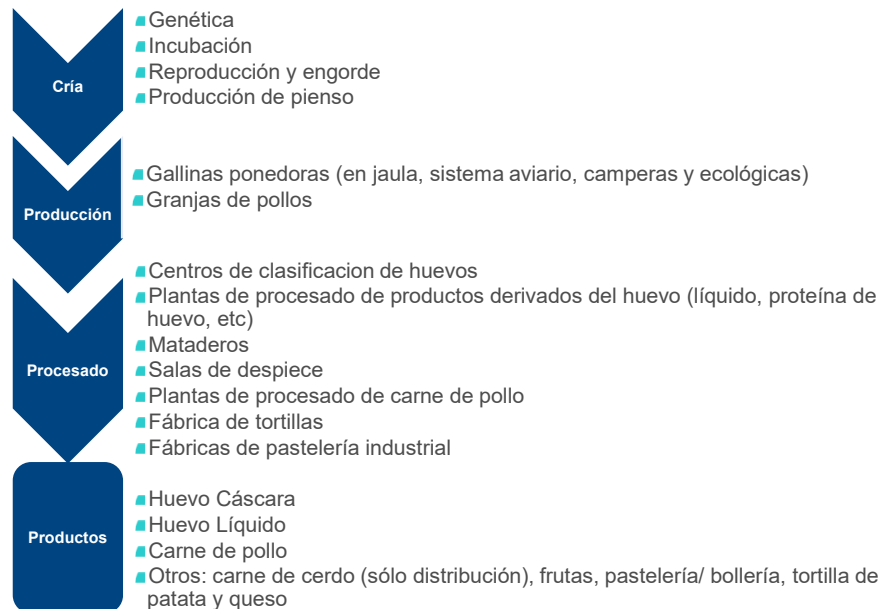 Cría
Genética
Incubación
Reproducción y engorde
Producción de pienso
Producción
Gallinas ponedoras (en jaula, sistema aviario, camperas y ecológicas)
Granjas de pollos
Procesado
Centros de clasificacion de huevos
Plantas de procesado de productos derivados del huevo (líquido, proteína de
huevo, etc)
Mataderos
Salas de despiece
Plantas de procesado de carne de pollo
Fábrica de tortillas
Fábricas de pastelería industrial
Productos
Huevo Cáscara
Huevo Líquido
Carne de pollo
Otros: carne de cerdo (sólo distribución), frutas, pastelería/ bollería, tortilla de
patata y queso